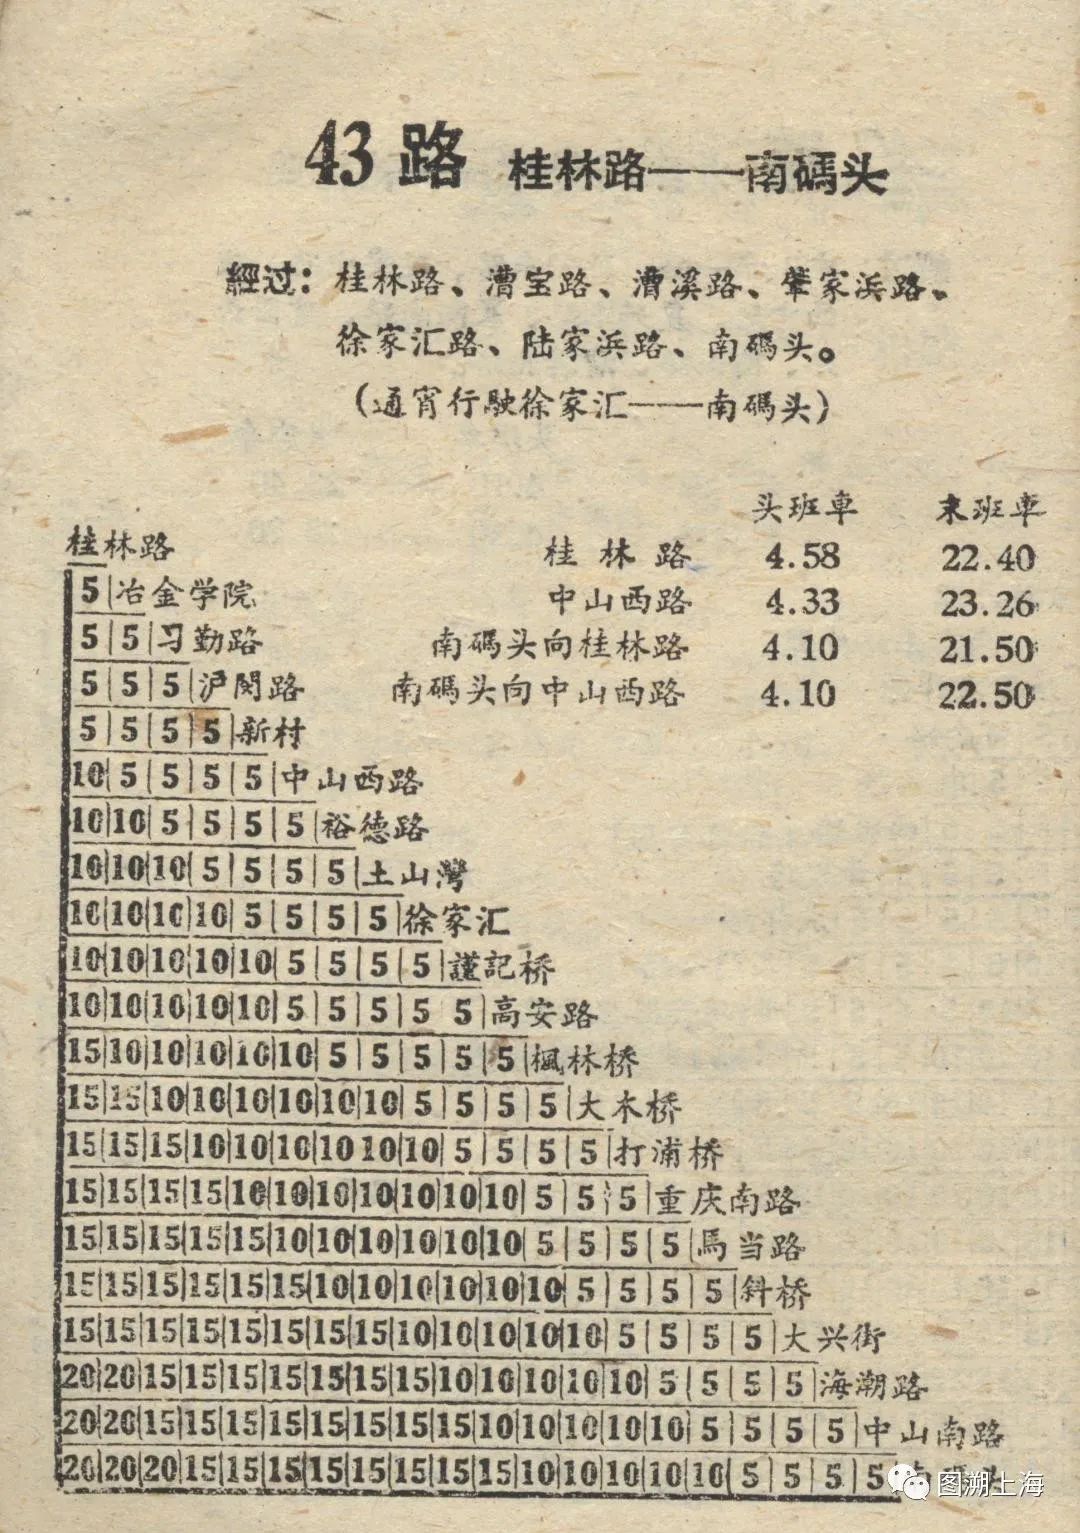 43 路 桂林路——南碼头
經过：桂林路、漕宝路、漕溪路、肇家浜路、
徐家汇路、陆家浜路、南碼头。
（通宵行駛徐家汇——南碼头）
头班車 末班車
桂林路 4.58 22.40
中山西路 4.33 23.26
南碼头向桂林路 4.10 21.50
南碼头向中山西路 4.10 22.50
桂林路
5 冶金学院
5 5 习勤路
5 5 5 沪闵路
5 5 5 5 新村
10 5 5 5 5 中山西路
10 10 5 5 5 5 裕德路
10 10 10 5 5 5 5 土山灣
10 10 10 10 5 5 5 5 徐家汇
10 10 10 10 10 5 5 5 5 謹記桥
10 10 10 10 10 5 5 5 5 5 高安路
15 10 10 10 10 10 5 5 5 5 5 楓林桥
15 15 10 10 10 10 10 10 5 5 5 5 大木桥
15 15 15 10 10 10 10 10 10 5 5 5 5 打浦桥
15 15 15 15 10 10 10 10 10 10 10 5 5 5 重庆南路
15 15 15 15 15 10 10 10 10 10 10 5 5 5 5 馬当路
15 15 15 15 15 15 10 10 10 10 10 10 5 5 5 5 斜桥
15 15 15 15 15 15 15 15 10 10 10 10 10 5 5 5 5 大兴街
20 20 15 15 15 15 15 15 15 10 10 10 10 10 5 5 5 5 海潮路
20 20 15 15 15 15 15 15 15 15 10 10 10 10 10 5 5 5 5 中山南路
20 20 20 15 15 15 15 15 15 15 15 10 10 10 10 10 5 5 5 5 南碼头
图溯上海